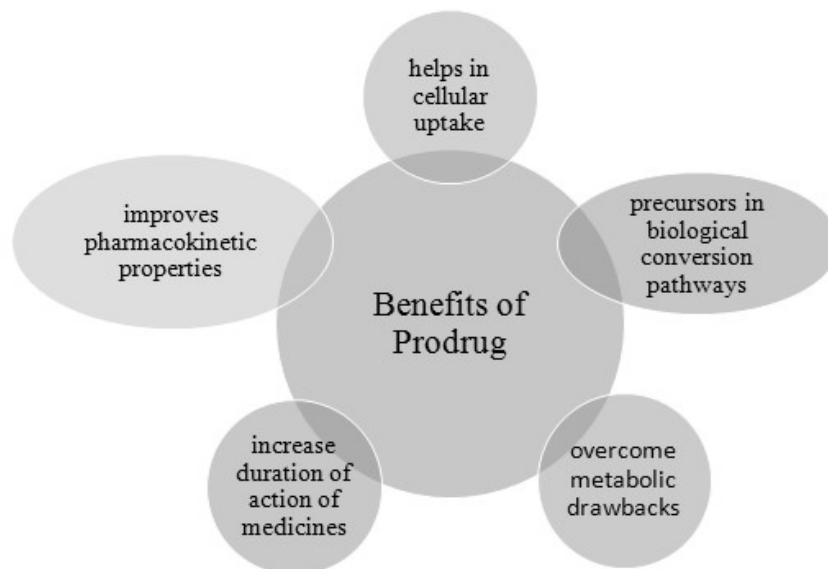 helps in
cellular
uptake
improves
pharmacokinetic
properties
precursors in
biological
conversion
pathways
Benefits of
Prodrug
increase
duration of
action of
medicines
overcome
metabolic
drawbacks